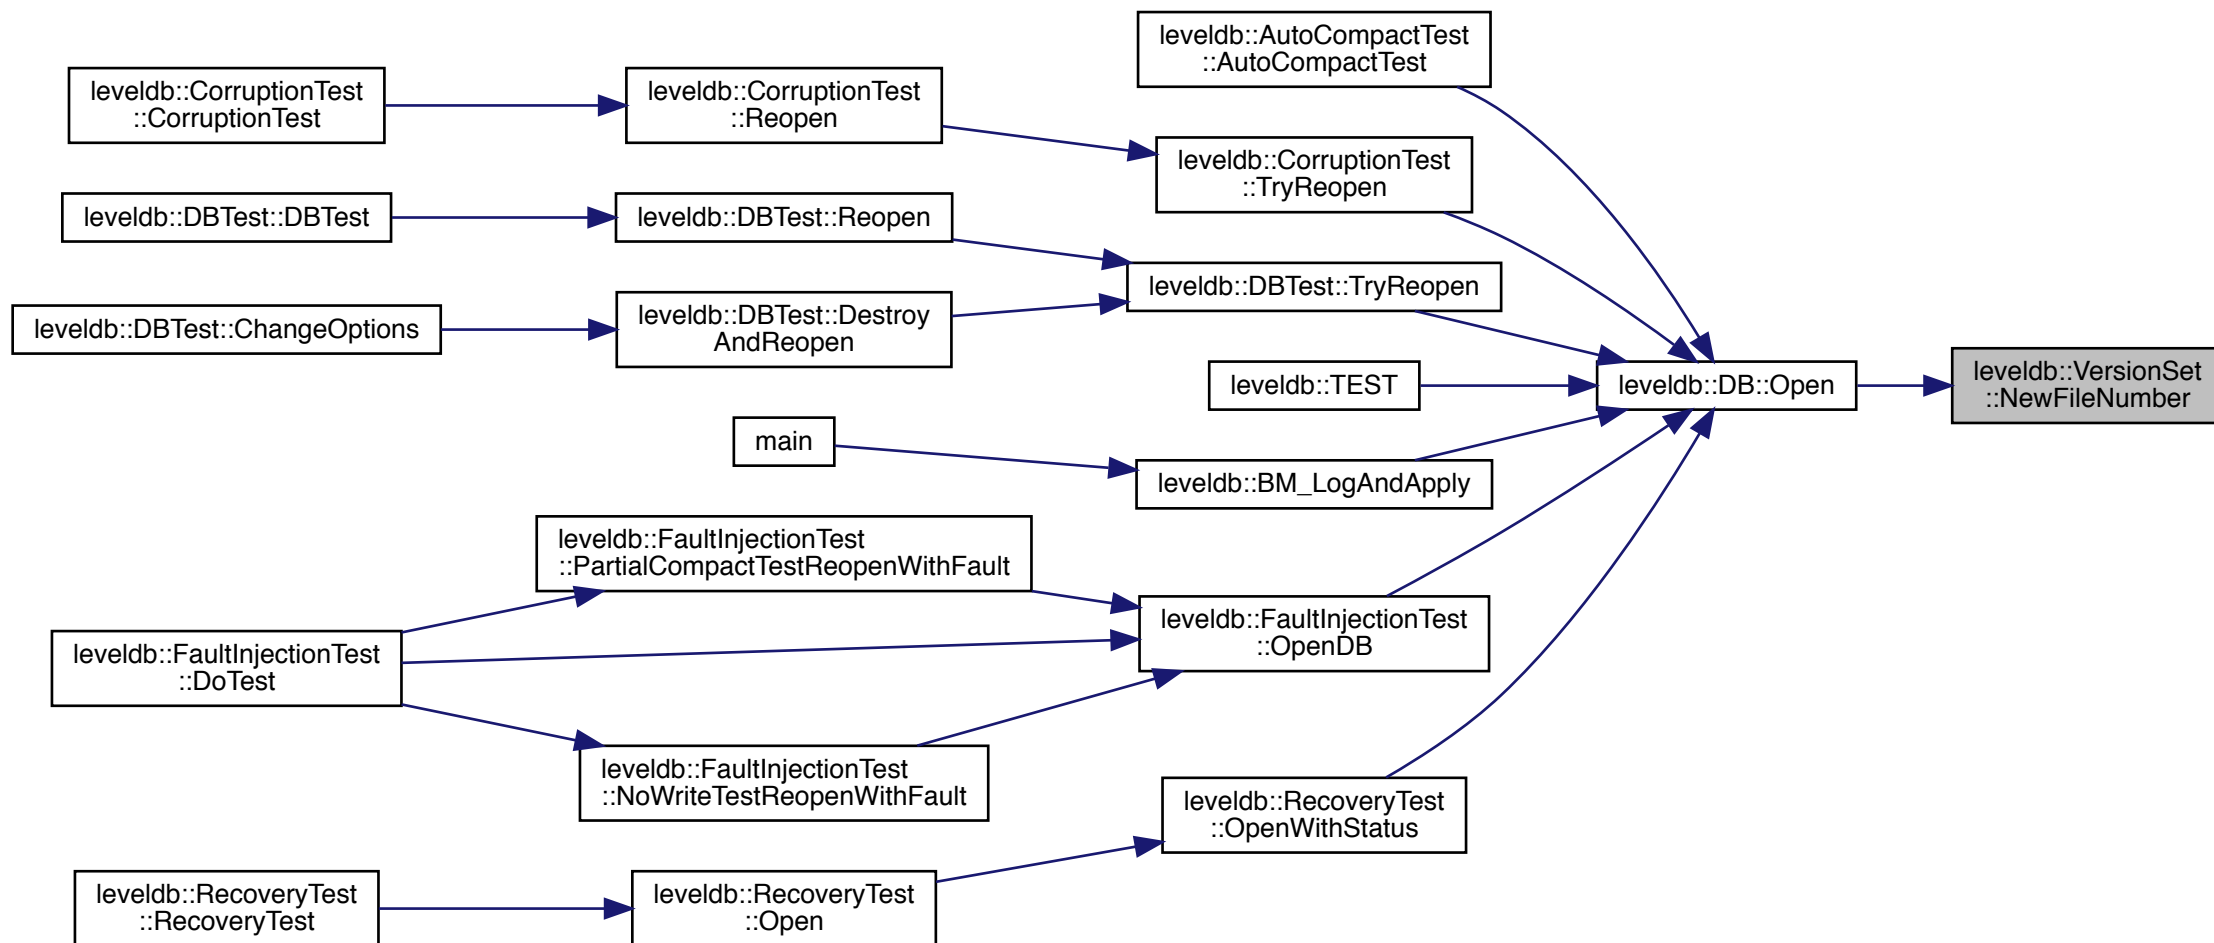 leveldb::AutoCompactTest
::AutoCompactTest
leveldb::CorruptionTest
::CorruptionTest
leveldb::CorruptionTest
::Reopen
leveldb::CorruptionTest
::TryReopen
leveldb::DBTest::DBTest
leveldb::DBTest::Reopen
leveldb::DBTest::TryReopen
leveldb::DBTest::ChangeOptions
leveldb::DBTest::Destroy
AndReopen
leveldb::TEST
leveldb::DB::Open
leveldb::VersionSet
::NewFileNumber
main
leveldb::BM_LogAndApply
leveldb::FaultInjectionTest
::PartialCompactTestReopenWithFault
leveldb::FaultInjectionTest
::OpenDB
leveldb::FaultInjectionTest
::DoTest
leveldb::FaultInjectionTest
::NoWriteTestReopenWithFault
leveldb::RecoveryTest
::OpenWithStatus
leveldb::RecoveryTest
::RecoveryTest
leveldb::RecoveryTest
::Open